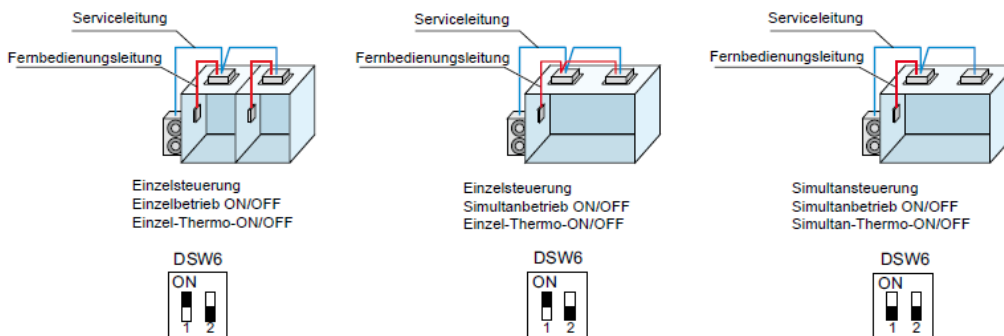 Serviceleitung
Fernbedienungsleitung
Einzelsteuerung
Einzelbetrieb ON/OFF
Einzel-Thermo-ON/OFF
DSW6
ON
1 2
Serviceleitung
Fernbedienungsleitung
Einzelsteuerung
Simultanbetrieb ON/OFF
Einzel-Thermo-ON/OFF
DSW6
ON
1 2
Serviceleitung
Fernbedienungsleitung
Simultansteuerung
Simultanbetrieb ON/OFF
Simultan-Thermo-ON/OFF
DSW6
ON
1 2